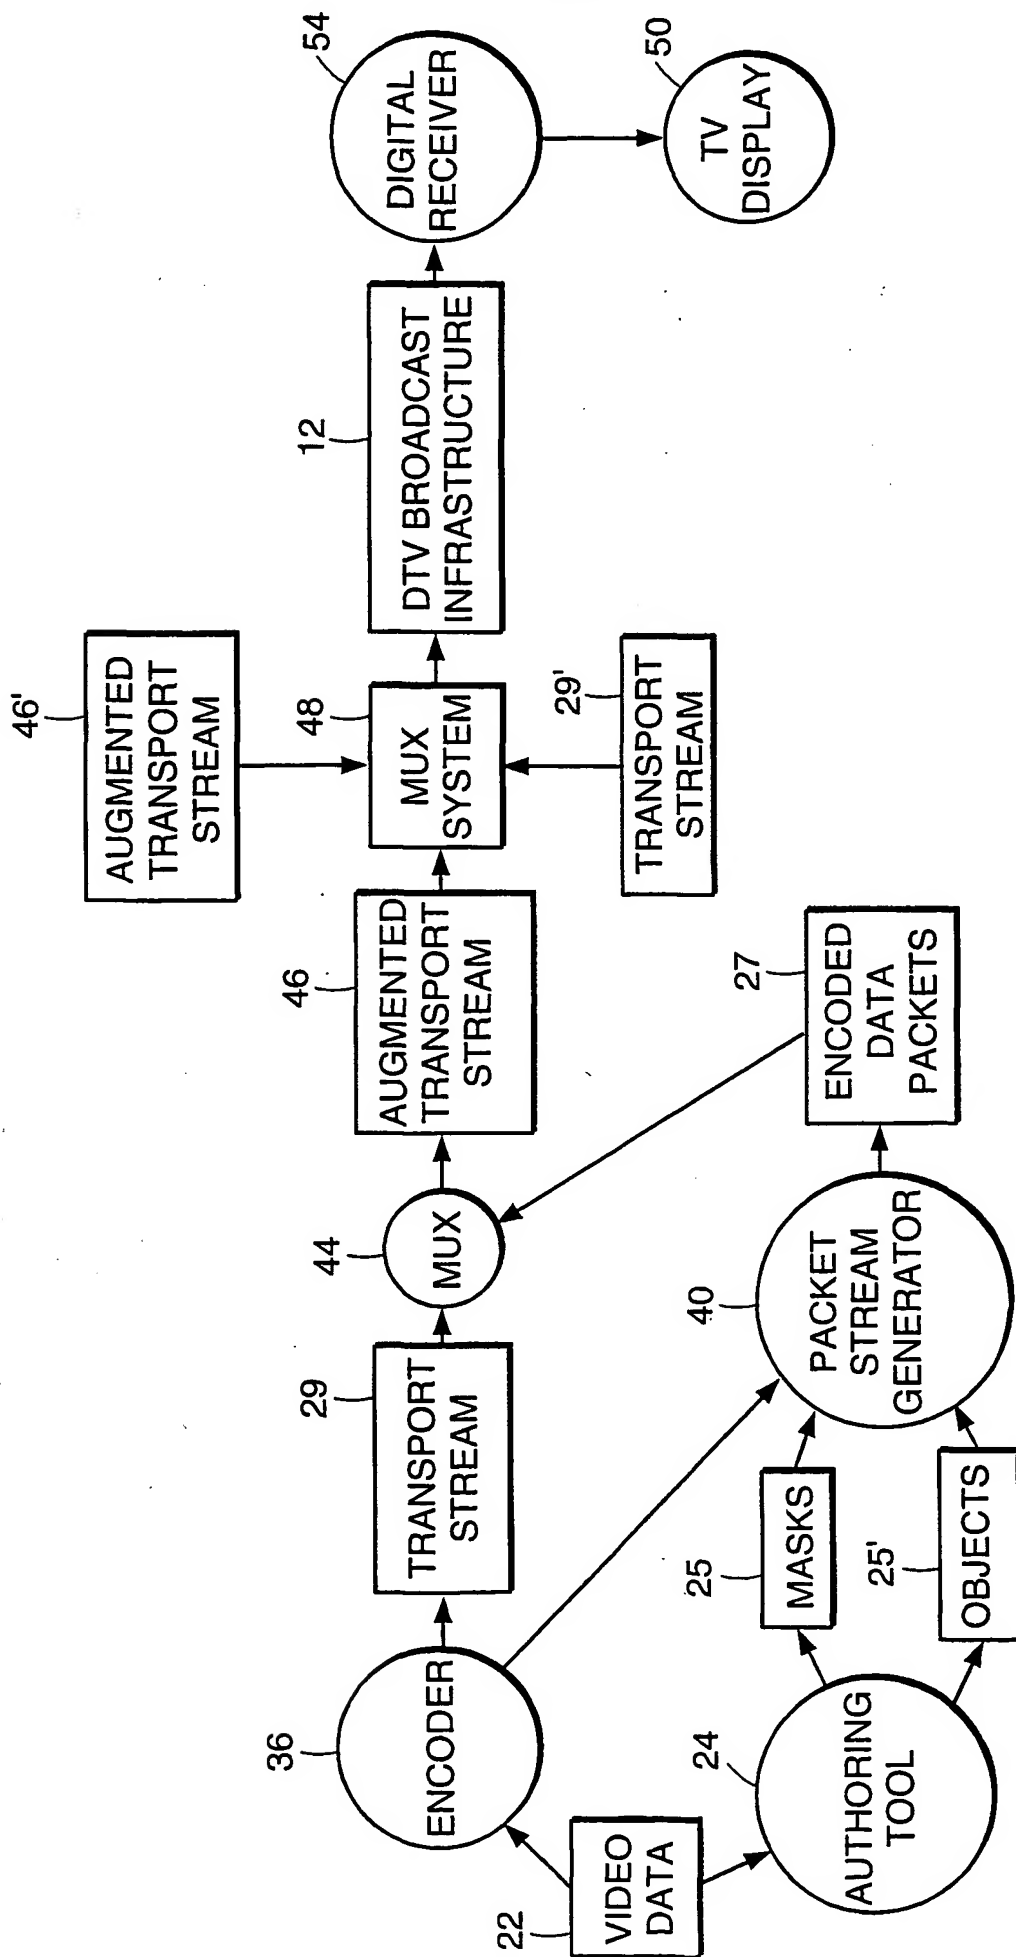 46'
AUGMENTED
TRANSPORT
STREAM
36
ENCODER
29
TRANSPORT
STREAM
44
MUX
46
AUGMENTED
TRANSPORT
STREAM
48
MUX
SYSTEM
12
DTV BROADCAST
INFRASTRUCTURE
54
DIGITAL
RECEIVER
29'
TRANSPORT
STREAM
50
TV
DISPLAY
22
VIDEO
DATA
24
AUTHORING
TOOL
25
MASKS
25'
OBJECTS
40
PACKET
STREAM
GENERATOR
27
ENCODED
DATA
PACKETS